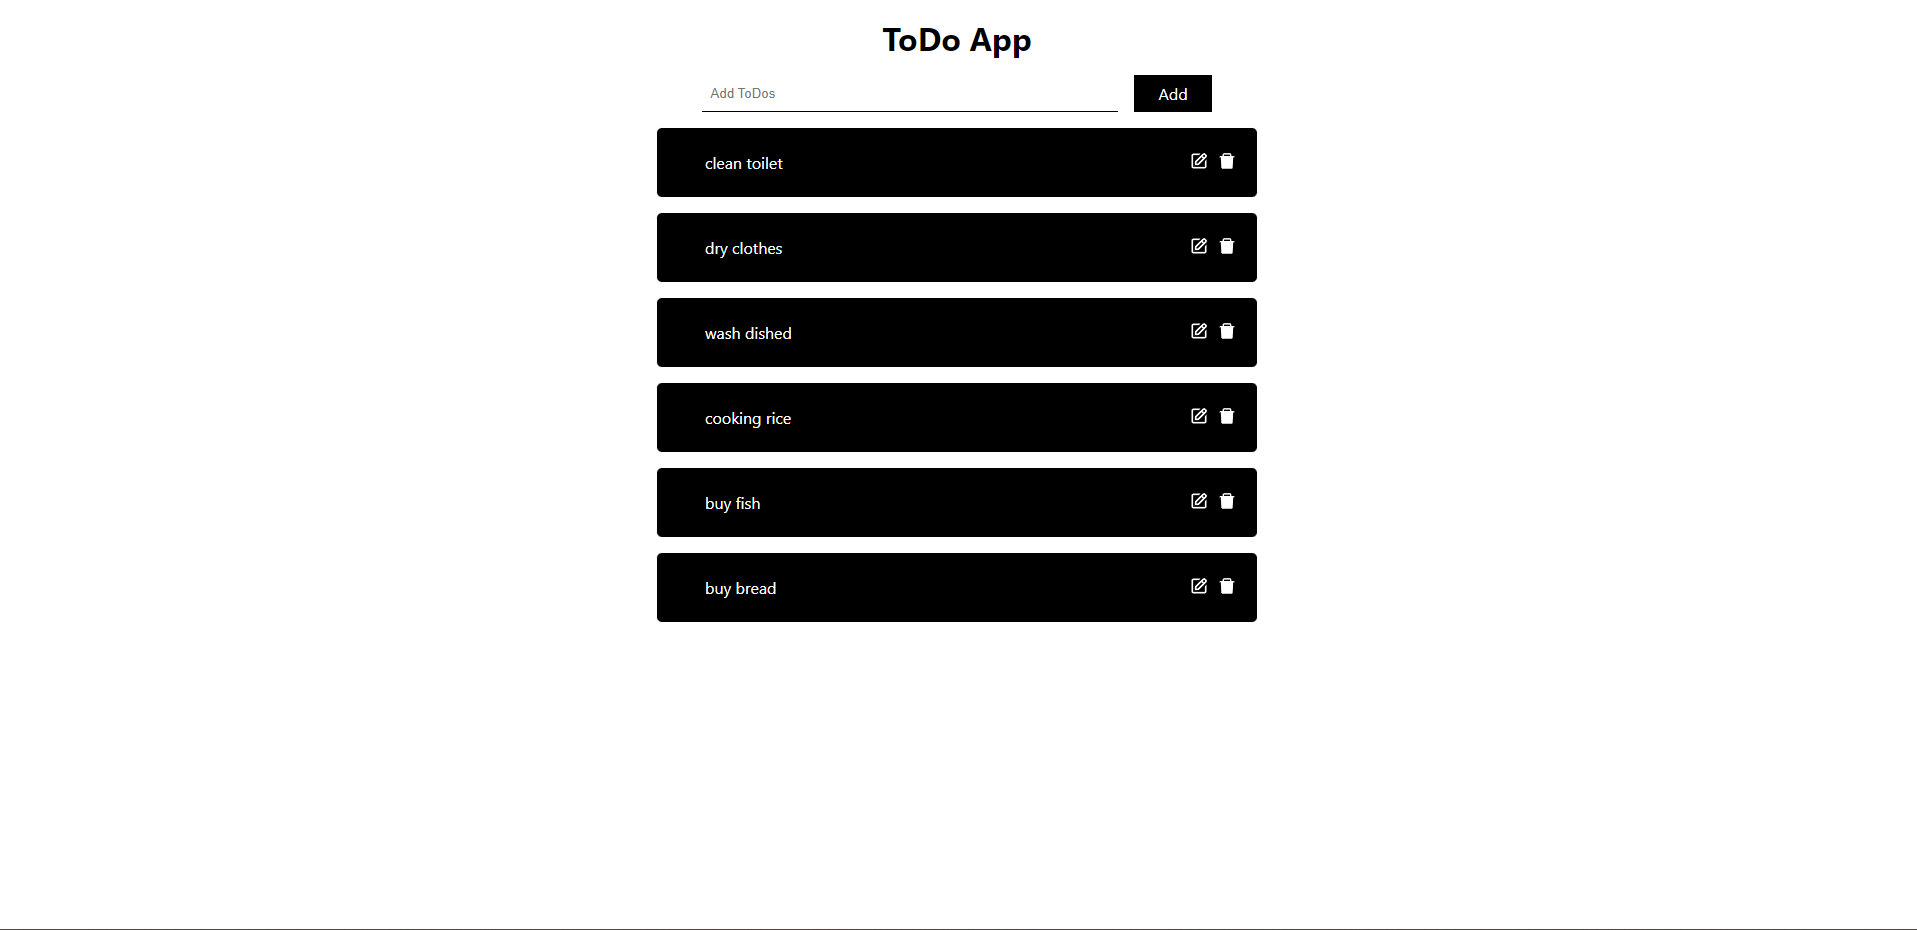 ToDo App
Add ToDos
Add
clean toilet
dry clothes
wash dished
cooking rice
buy fish
buy bread